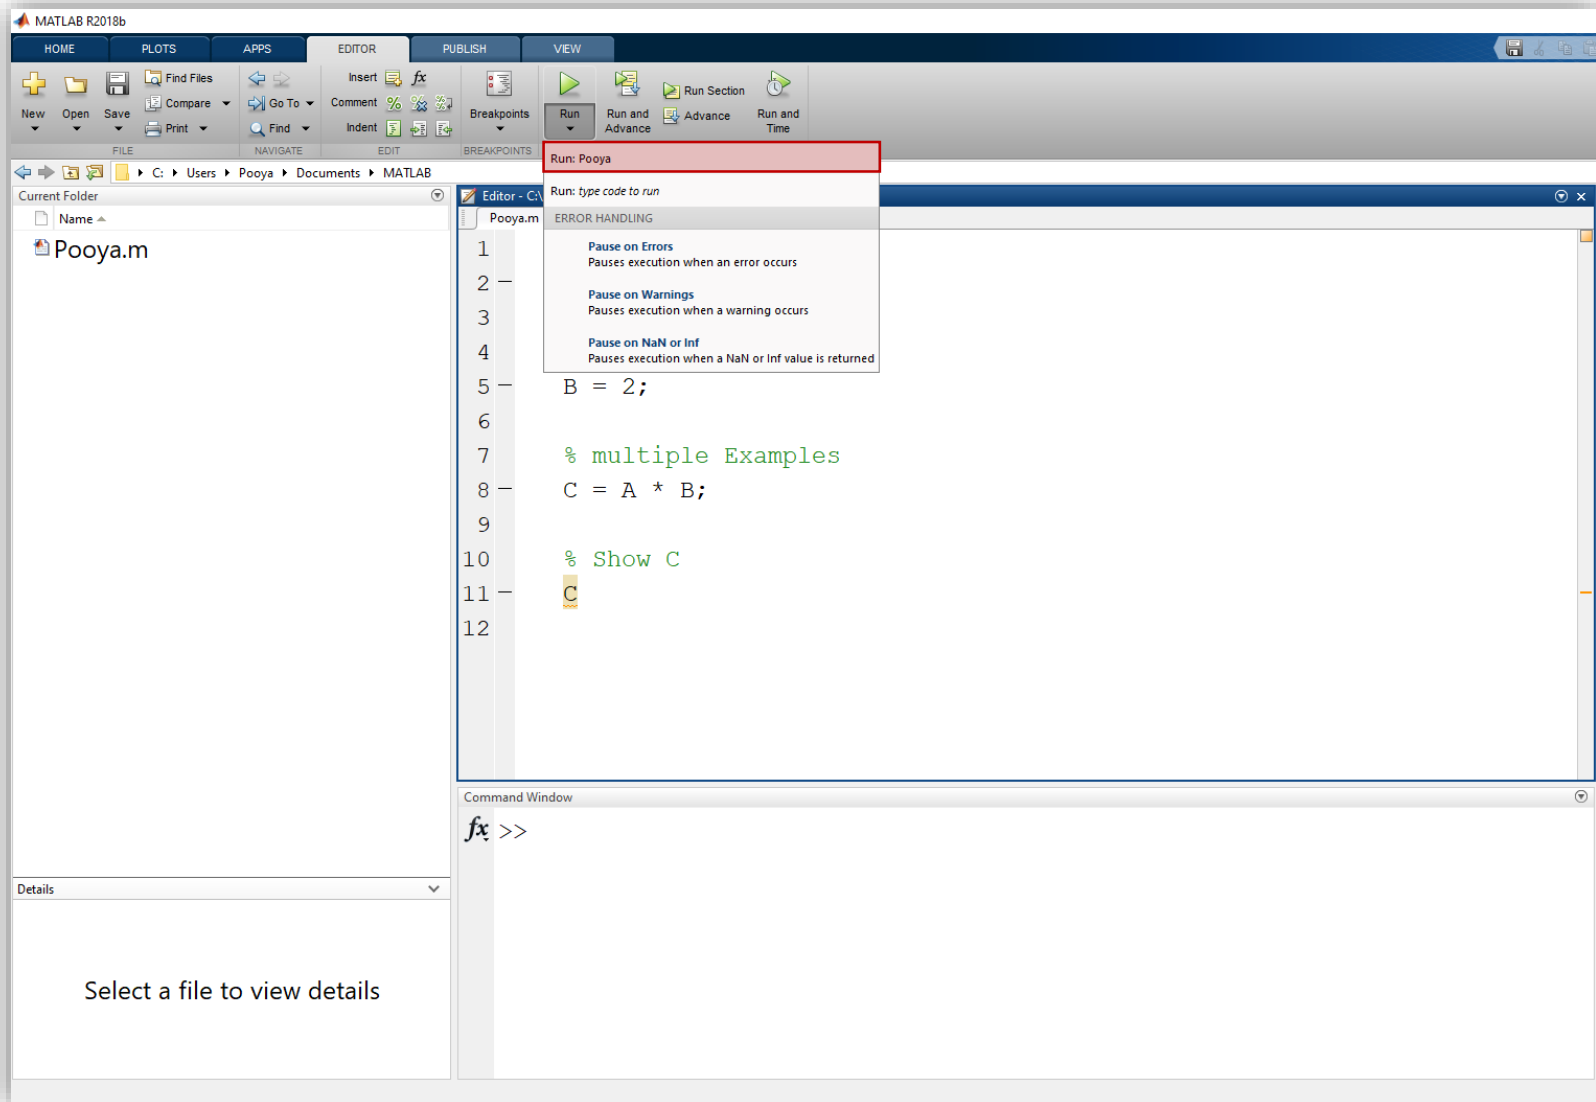 MATLAB R2018b
HOME PLOTS APPS EDITOR PUBLISH VIEW
New Open Save
Find Files
Compare
Print
FILE
Go To
Find
NAVIGATE
Insert fx
Comment % %
Indent
EDIT
Breakpoints
BREAKPOINTS
Run
Run and
Advance
Run Section
Advance
Run and
Time
C: Users Pooya Documents MATLAB
Run: Pooya
Run: type code to run
ERROR HANDLING
Pause on Errors
Pauses execution when an error occurs
Pause on Warnings
Pauses execution when a warning occurs
Pause on NaN or Inf
Pauses execution when a NaN or Inf value is returned
Current Folder
Name
Pooya.m
Details
Select a file to view details
Editor - C:\
Pooya.m
1
2 –
3
4
5 – B = 2;
6
7 % multiple Examples
8 – C = A * B;
9
10 % Show C
11 – C
12
Command Window
fx >>